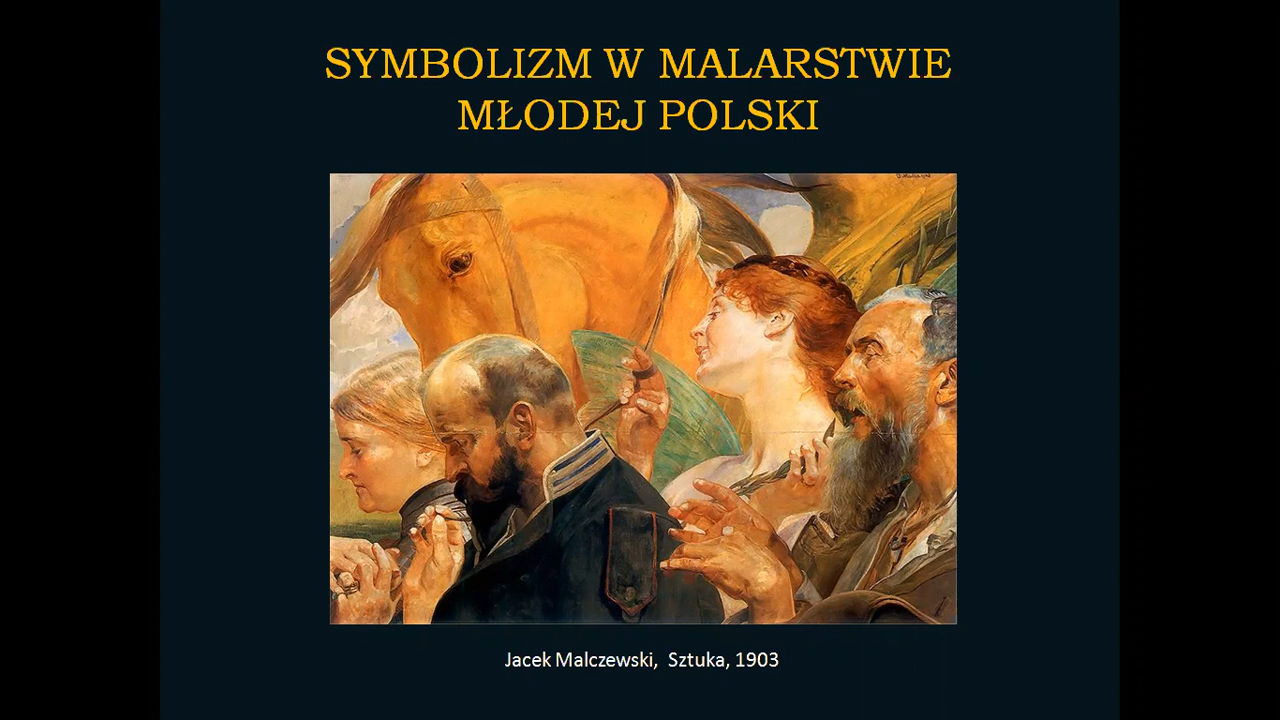 SYMBOLIZM W MALARSTWIE
MŁODEJ POLSKI
Jacek Malczewski, Sztuka, 1903